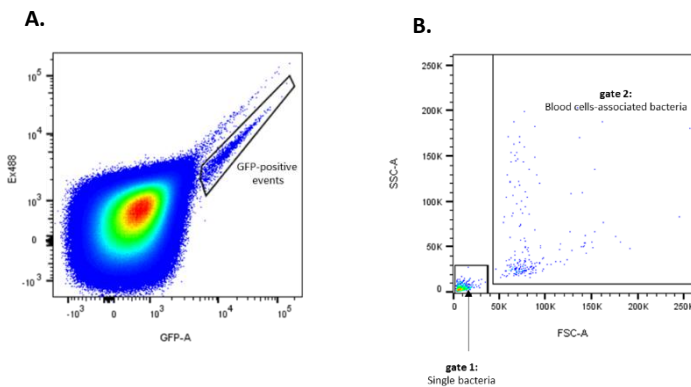 A.
10^5
10^4
10^3
0
-10^3
Ex488
GFP-positive
events
-10^3
0
10^3
10^4
10^5
GFP-A
B.
250K
200K
150K
100K
50K
0
SSC-A
gate 2:
Blood cells-associated bacteria
0
50K
100K
150K
200K
250K
FSC-A
gate 1:
Single bacteria